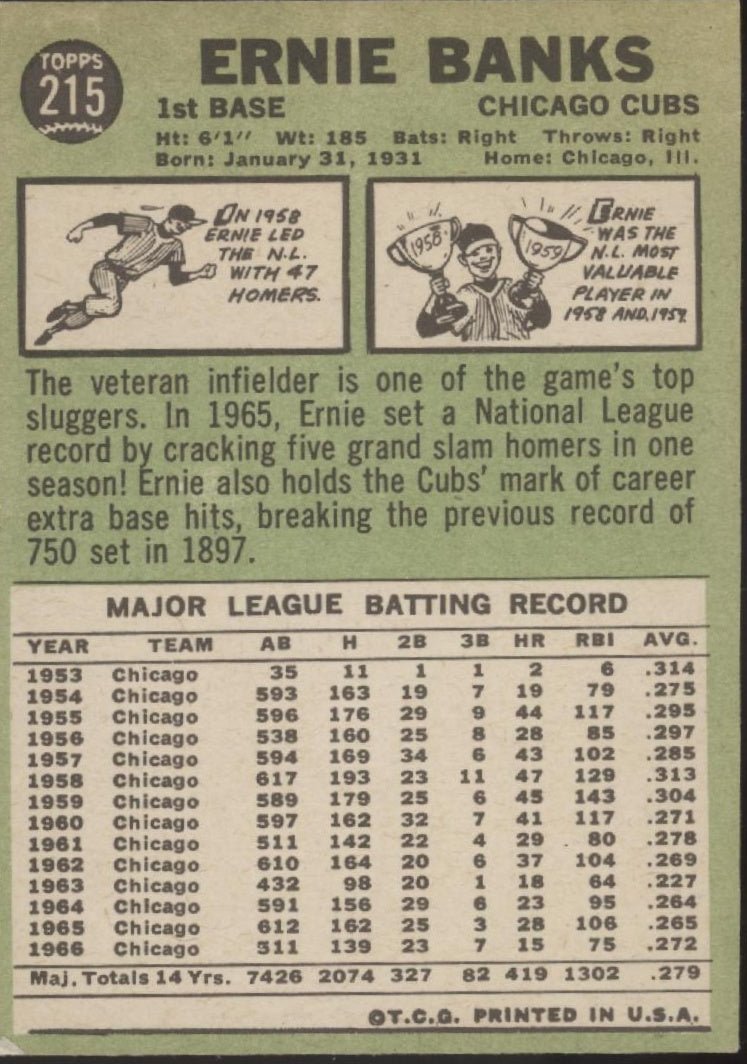 TOPPS
215
ERNIE BANKS
1st BASE CHICAGO CUBS
Ht: 6'1" Wt: 185 Bats: Right Throws: Right
Born: January 31, 1931 Home: Chicago, Ill.
IN 1958
ERNIE LED
THE N.L.
WITH 47
HOMERS.
1958
1959
ERNIE
WAS THE
N.L. MOST
VALUABLE
PLAYER IN
1958 AND 1959.
The veteran infielder is one of the game's top
sluggers. In 1965, Ernie set a National League
record by cracking five grand slam homers in one
season! Ernie also holds the Cubs' mark of career
extra base hits, breaking the previous record of
750 set in 1897.
MAJOR LEAGUE BATTING RECORD
YEAR TEAM AB H 2B 3B HR RBI AVG.
1953 Chicago 35 11 1 1 2 6 .314
1954 Chicago 593 163 19 7 19 79 .275
1955 Chicago 596 176 29 9 44 117 .295
1956 Chicago 538 160 25 8 28 85 .297
1957 Chicago 594 169 34 6 43 102 .285
1958 Chicago 617 193 23 11 47 129 .313
1959 Chicago 589 179 25 6 45 143 .304
1960 Chicago 597 162 32 7 41 117 .271
1961 Chicago 511 142 22 4 29 80 .278
1962 Chicago 610 164 20 6 37 104 .269
1963 Chicago 432 98 20 1 18 64 .227
1964 Chicago 591 156 29 6 23 95 .264
1965 Chicago 612 162 25 3 28 106 .265
1966 Chicago 511 139 23 7 15 75 .272
Maj. Totals 14 Yrs. 7426 2074 327 82 419 1302 .279
©T.C.G. PRINTED IN U.S.A.